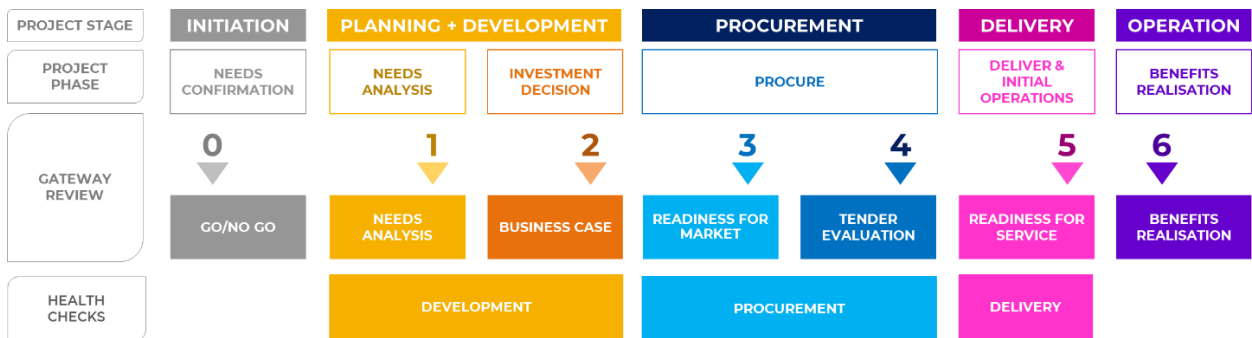 PROJECT STAGE
INITIATION
PLANNING + DEVELOPMENT
PROCUREMENT
DELIVERY
OPERATION
PROJECT
PHASE
NEEDS
CONFIRMATION
NEEDS
ANALYSIS
INVESTMENT
DECISION
PROCURE
DELIVER &
INITIAL
OPERATIONS
BENEFITS
REALISATION
GATEWAY
REVIEW
0
1
2
3
4
5
6
GO/NO GO
NEEDS
ANALYSIS
BUSINESS CASE
READINESS FOR
MARKET
TENDER
EVALUATION
READINESS FOR
SERVICE
BENEFITS
REALISATION
HEALTH
CHECKS
DEVELOPMENT
PROCUREMENT
DELIVERY